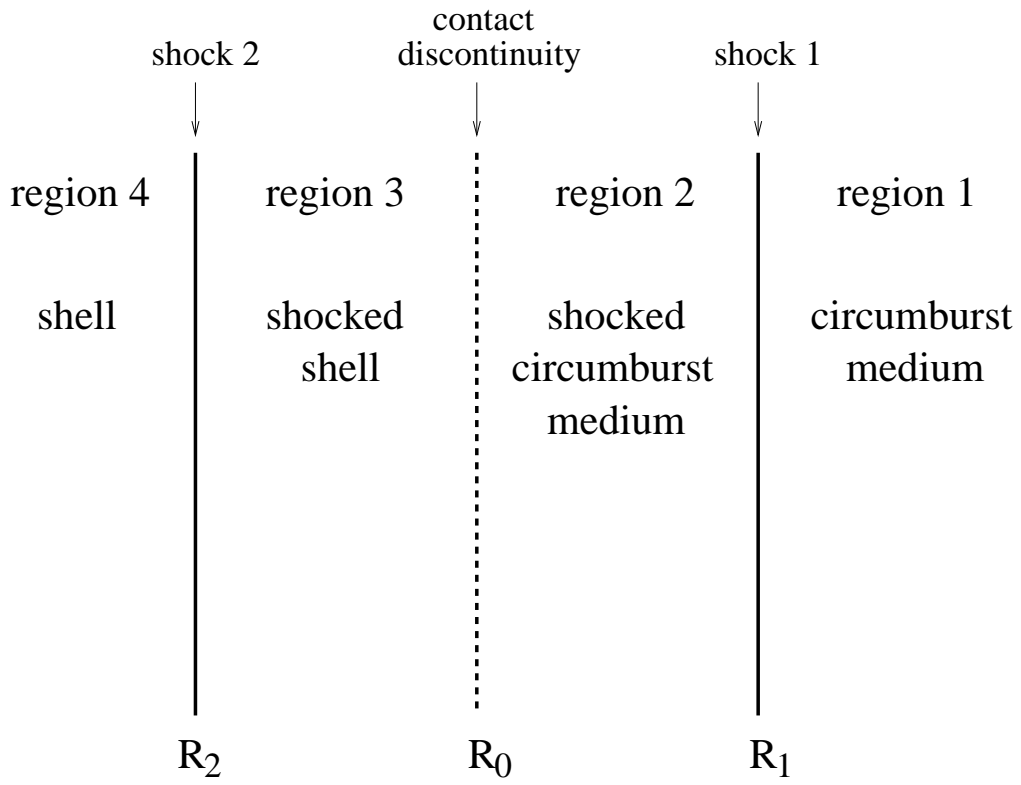 contact
shock 2 discontinuity shock 1
region 4 region 3 region 2 region 1
shell shocked shocked circumburst
shell circumburst medium
medium
R2 R0 R1